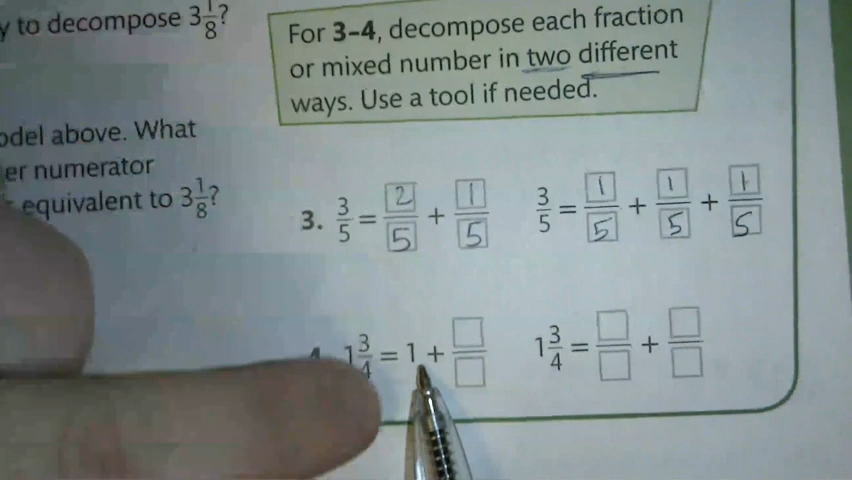 to decompose 3 1/8?
For 3–4, decompose each fraction
or mixed number in two different
ways. Use a tool if needed.
above. What
er numerator
equivalent to 3 1/8?
3. 3/5 = 2/5 + 1/5
3/5 = 1/5 + 1/5 + 1/5
1 3/4 = 1 + □/□
1 3/4 = □/□ + □/□